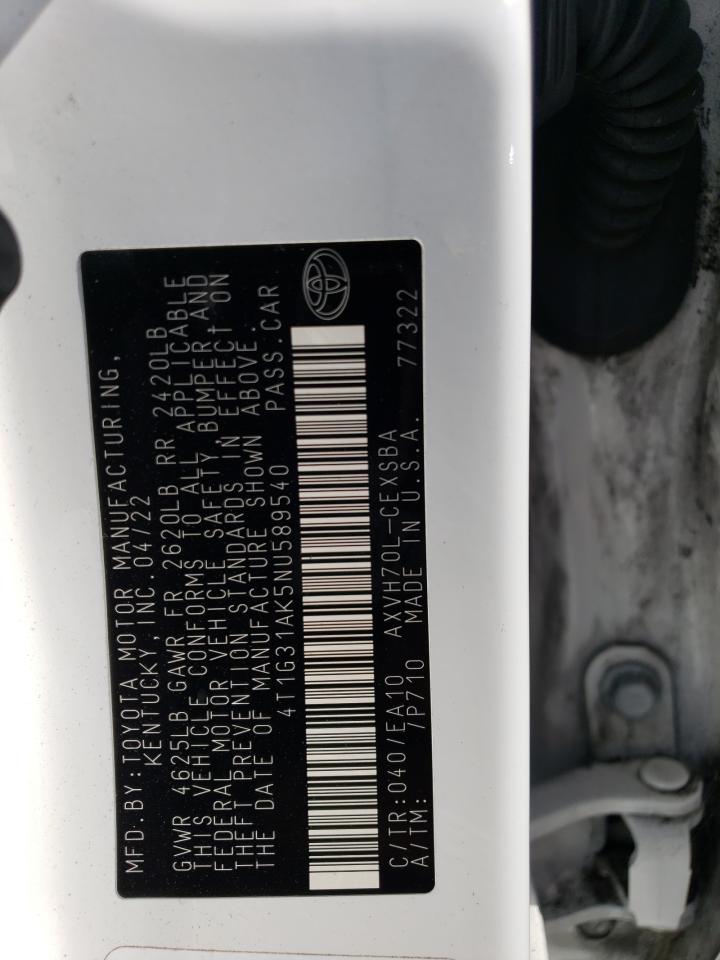 MFD.BY:TOYOTA MOTOR MANUFACTURING,
KENTUCKY,INC.04/22
GVWR 4625LB GAWR FR 2620LB RR 2420LB
THIS VEHICLE CONFORMS TO ALL APPLICABLE
FEDERAL MOTOR VEHICLE SAFETY,BUMPER AND
THEFT PREVENTION STANDARDS IN EFFECT ON
THE DATE OF MANUFACTURE SHOWN ABOVE.
4T1G31AK5NU589540 PASS.CAR
C/TR:040/EA10 AXVH70L-CEXSBA
A/TM: /P710 MADE IN U.S.A. 77322